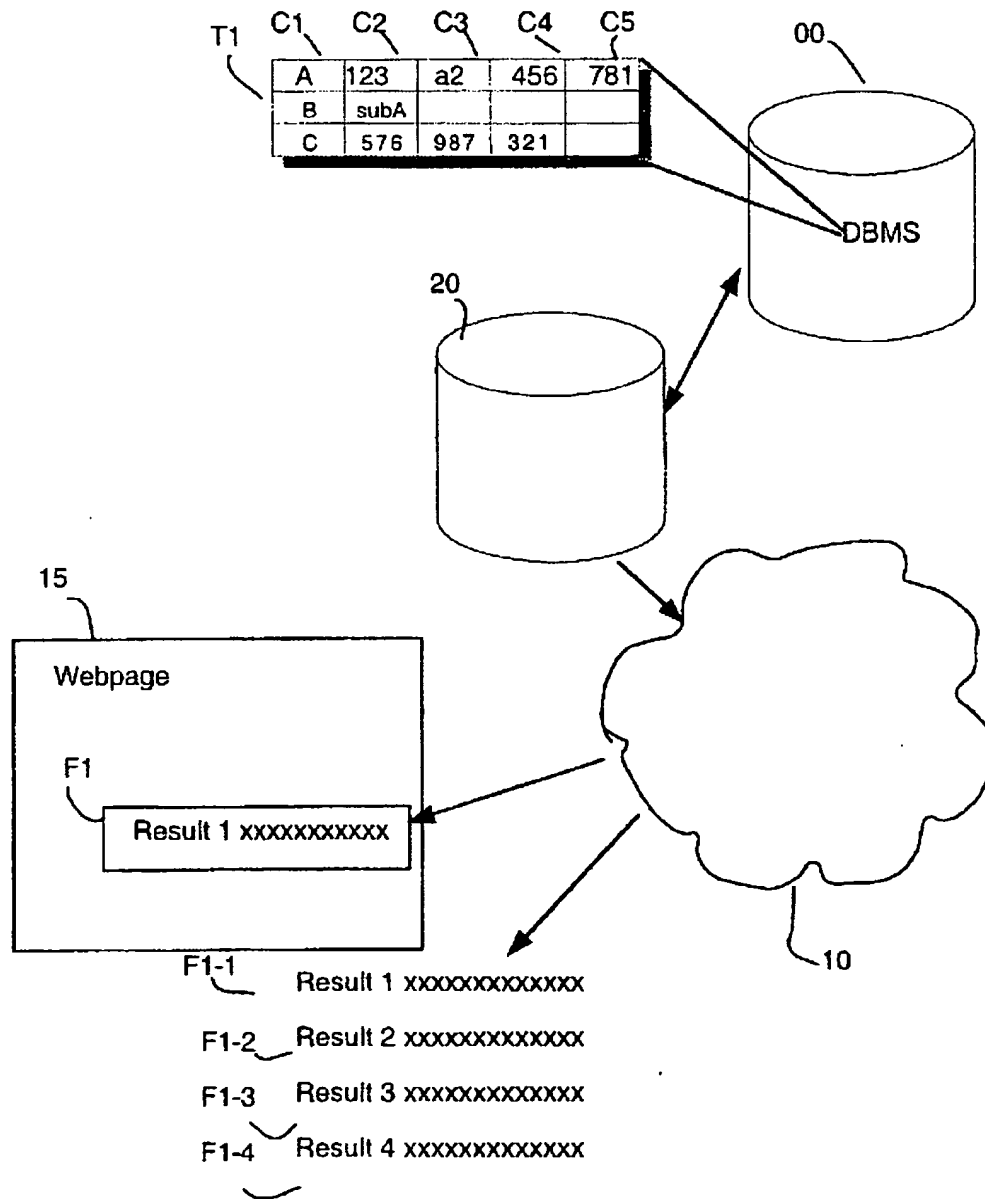 C1 C2 C3 C4 C5
T1
00
A 123 a2 456 781
B subA
C 576 987 321
DBMS
20
15
Webpage
F1
Result 1 xxxxxxxxxxx
10
F1-1 Result 1 xxxxxxxxxxxxx
F1-2 Result 2 xxxxxxxxxxxxx
F1-3 Result 3 xxxxxxxxxxxxx
F1-4 Result 4 xxxxxxxxxxxxx